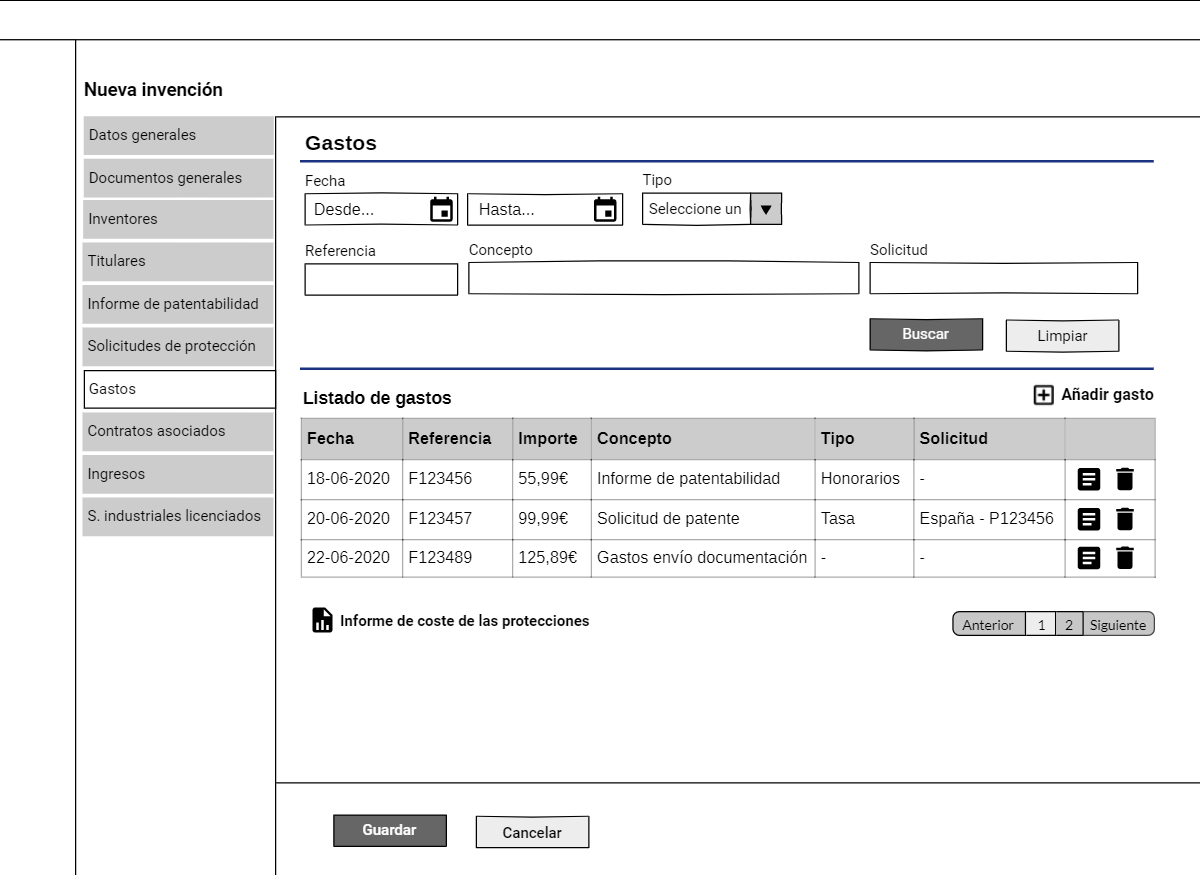 Nueva invención
Datos generales
Documentos generales
Inventores
Titulares
Informe de patentabilidad
Solicitudes de protección
Gastos
Contratos asociados
Ingresos
S. industriales licenciados
Gastos
Fecha
Tipo
Desde...
Hasta...
Seleccione un
Referencia
Concepto
Solicitud
Buscar
Limpiar
Listado de gastos
Añadir gasto
Fecha Referencia Importe Concepto Tipo Solicitud
18-06-2020 F123456 55,99€ Informe de patentabilidad Honorarios -
20-06-2020 F123457 99,99€ Solicitud de patente Tasa España - P123456
22-06-2020 F123489 125,89€ Gastos envío documentación - -
Informe de coste de las protecciones
Anterior 1 2 Siguiente
Guardar
Cancelar